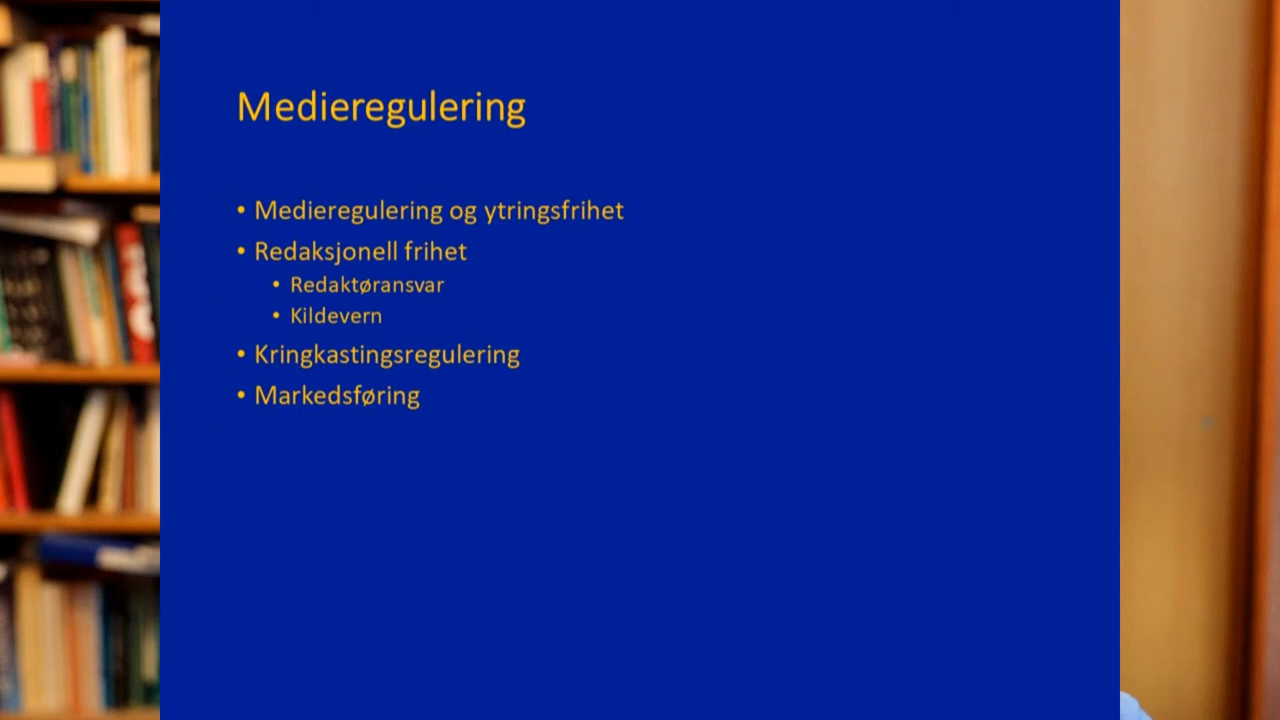 Medieregulering
• Medieregulering og ytringsfrihet
• Redaksjonell frihet
• Redaktøransvar
• Kildevern
• Kringkastingsregulering
• Markedsføring